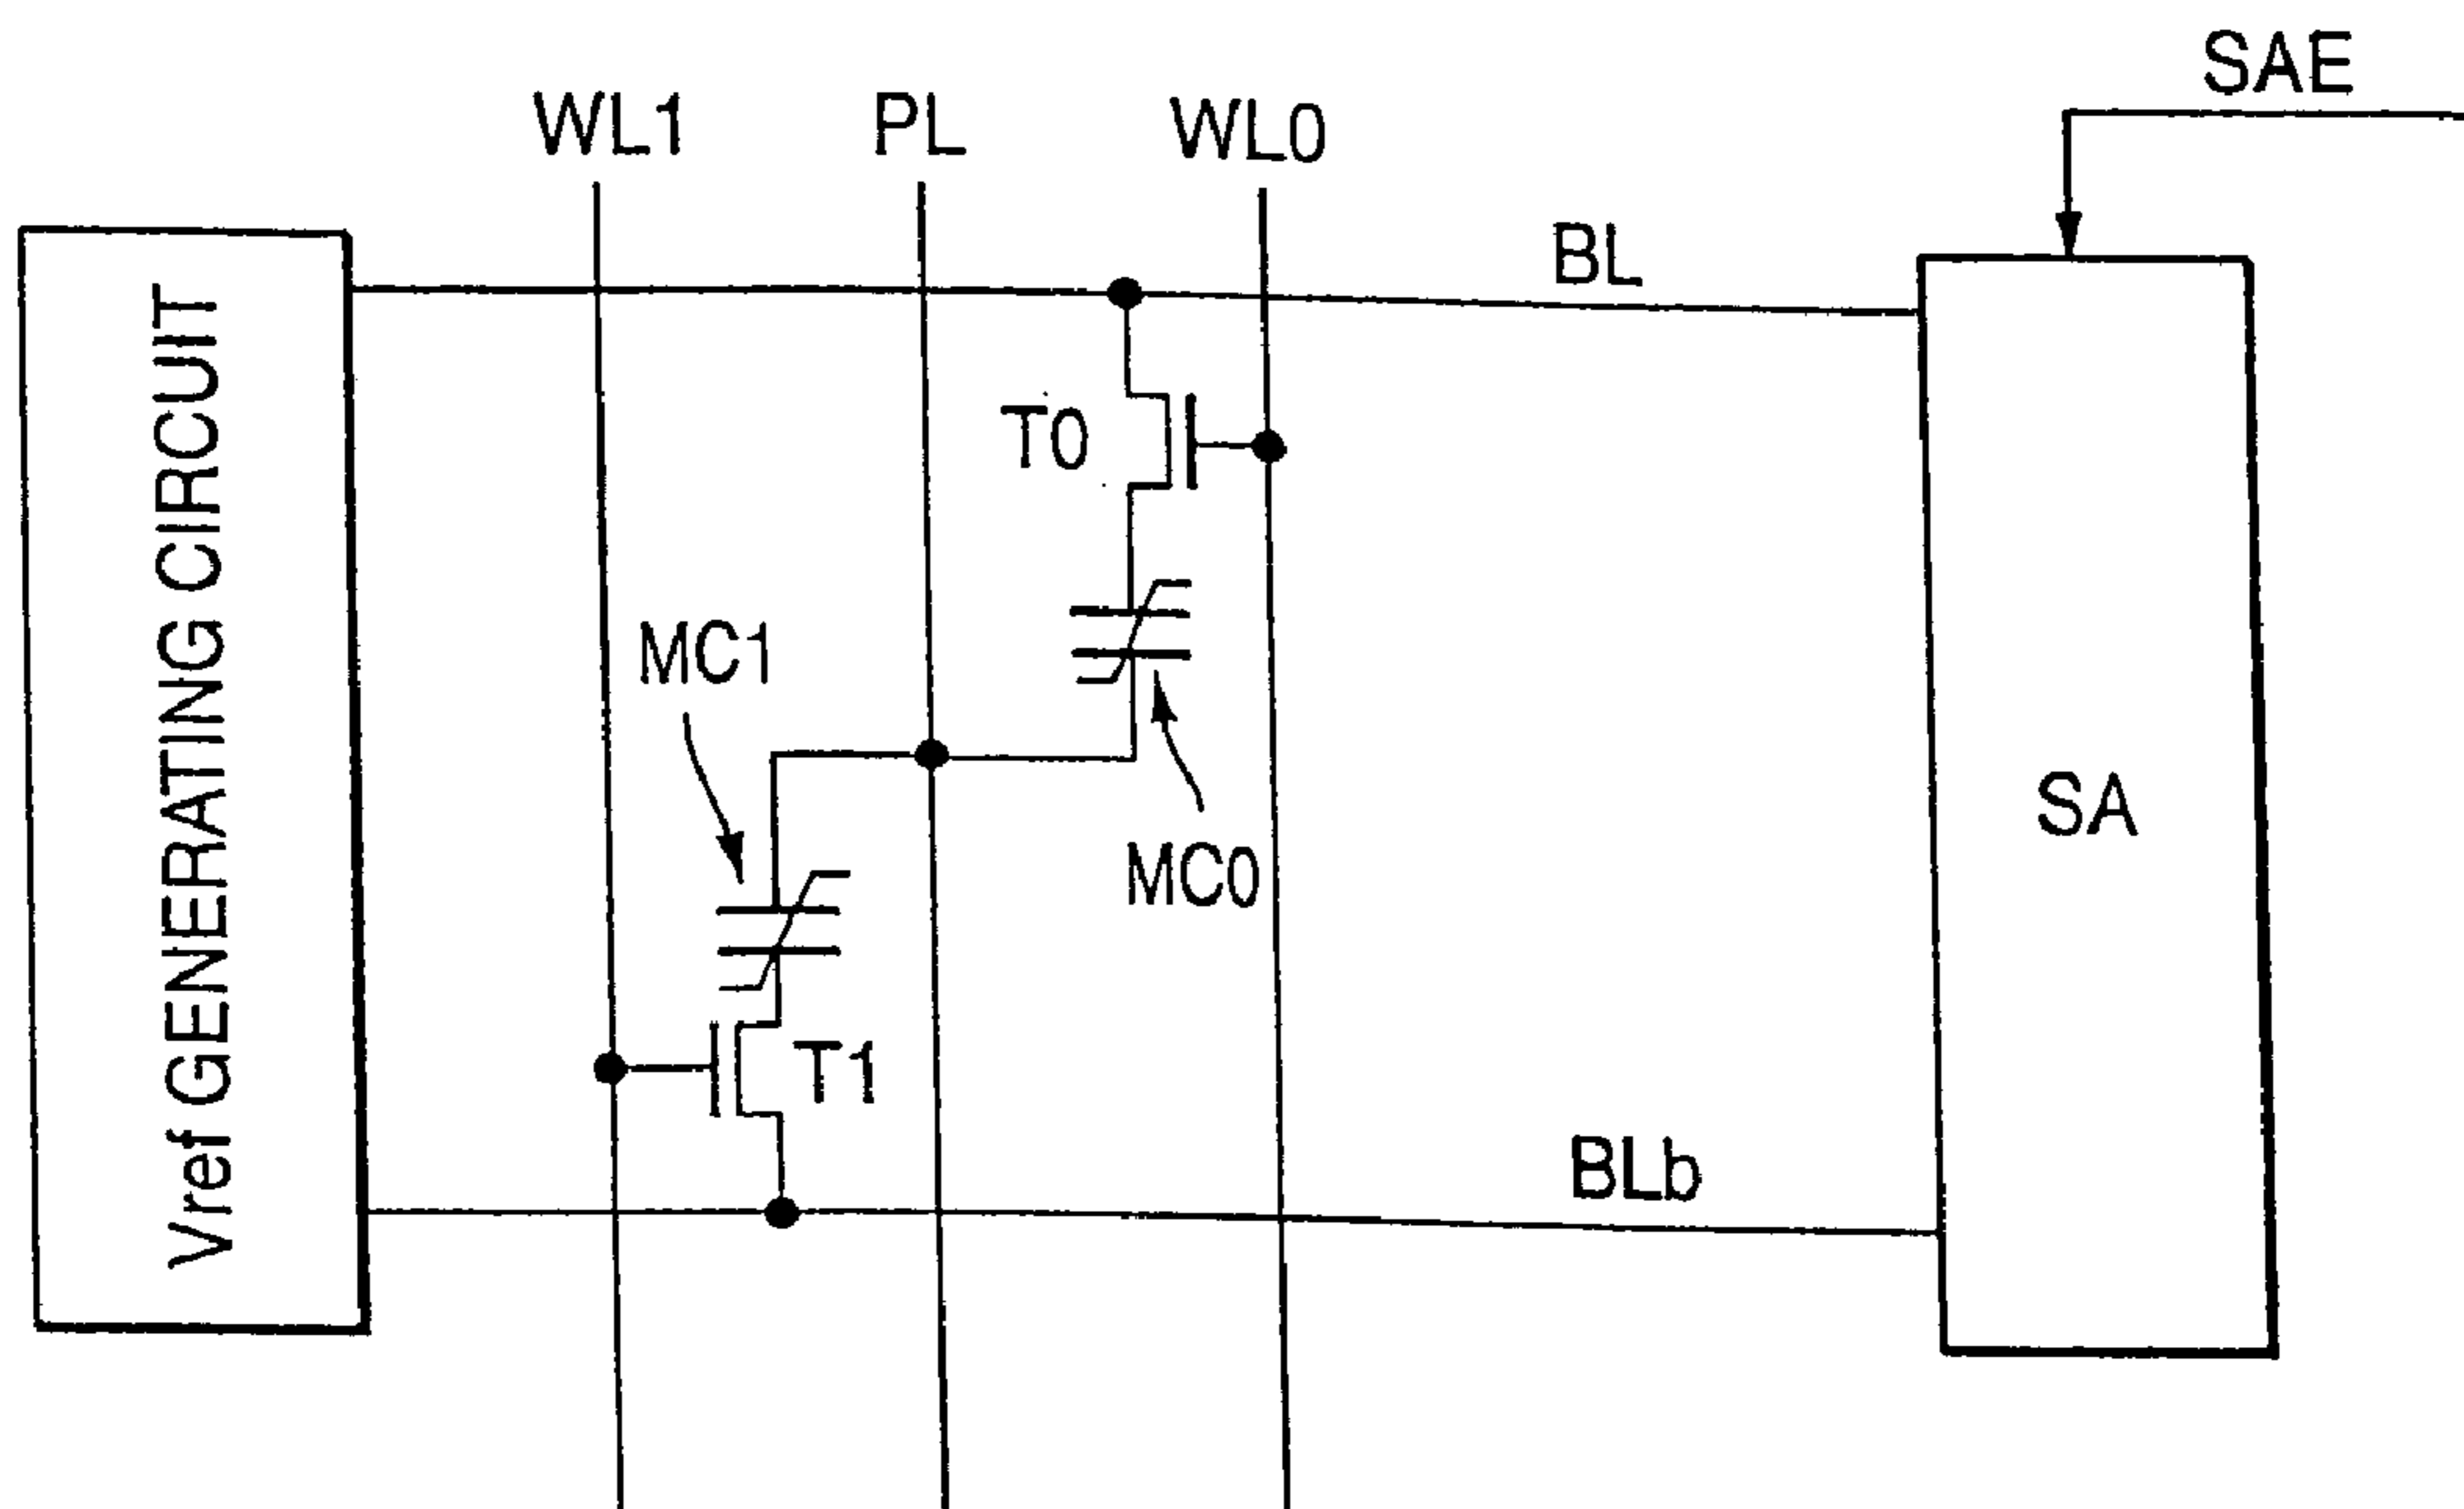 SAE
WL1
PL
WL0
BL
T0
MC1
MC0
SA
T1
BLb
Vref GENERATING CIRCUIT